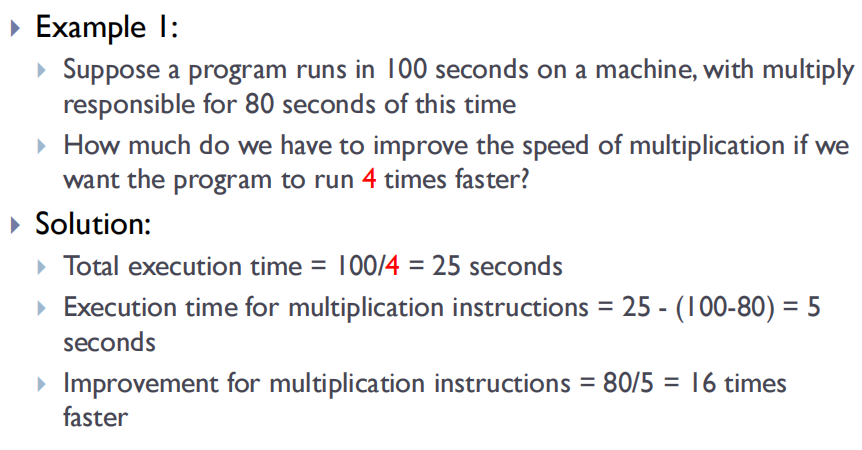 Example 1:
Suppose a program runs in 100 seconds on a machine, with multiply
responsible for 80 seconds of this time
How much do we have to improve the speed of multiplication if we
want the program to run 4 times faster?
Solution:
Total execution time = 100/4 = 25 seconds
Execution time for multiplication instructions = 25 - (100-80) = 5
seconds
Improvement for multiplication instructions = 80/5 = 16 times
faster